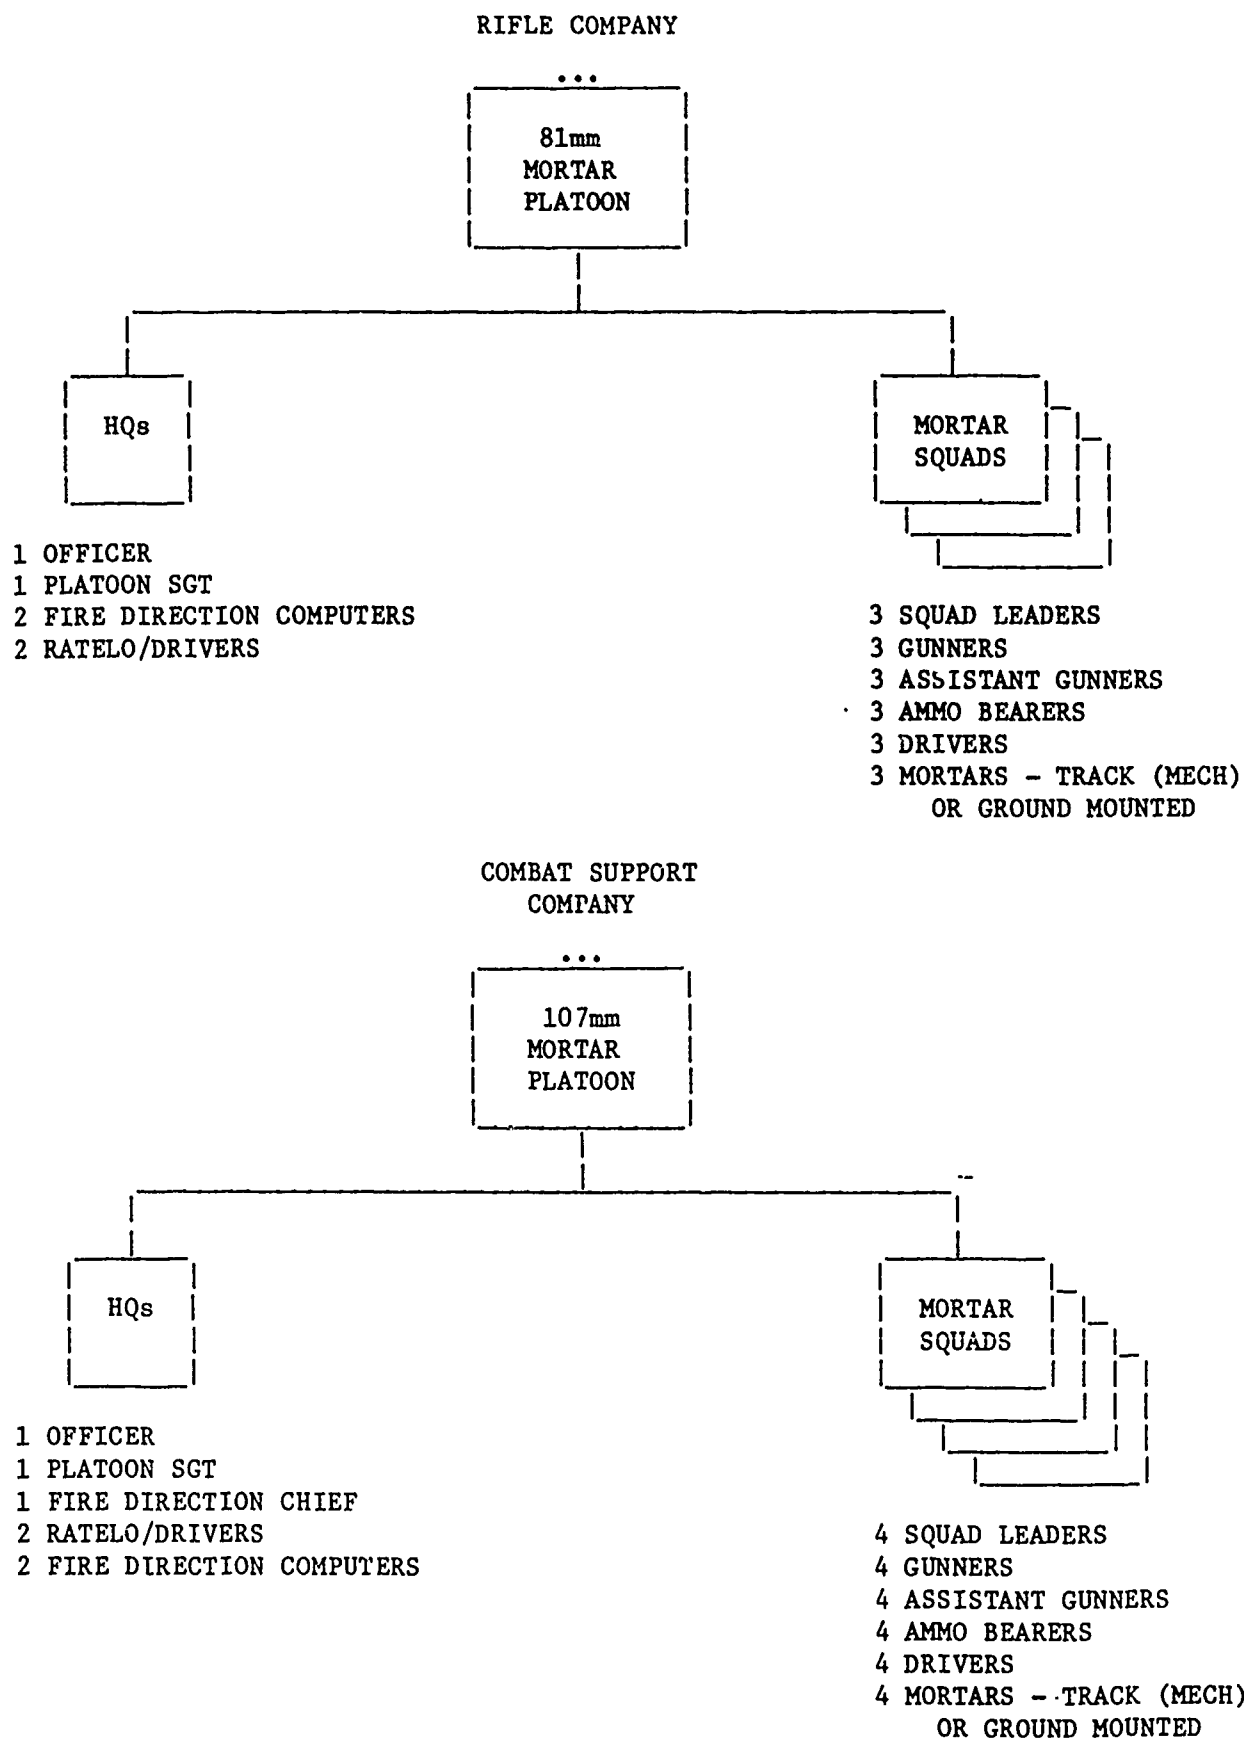 RIFLE COMPANY
...
81mm
MORTAR
PLATOON
HQs
MORTAR
SQUADS
1 OFFICER
1 PLATOON SGT
2 FIRE DIRECTION COMPUTERS
2 RATELO/DRIVERS
3 SQUAD LEADERS
3 GUNNERS
3 ASSISTANT GUNNERS
3 AMMO BEARERS
3 DRIVERS
3 MORTARS - TRACK (MECH)
OR GROUND MOUNTED
COMBAT SUPPORT
COMPANY
...
107mm
MORTAR
PLATOON
HQs
MORTAR
SQUADS
1 OFFICER
1 PLATOON SGT
1 FIRE DIRECTION CHIEF
2 RATELO/DRIVERS
2 FIRE DIRECTION COMPUTERS
4 SQUAD LEADERS
4 GUNNERS
4 ASSISTANT GUNNERS
4 AMMO BEARERS
4 DRIVERS
4 MORTARS - TRACK (MECH)
OR GROUND MOUNTED